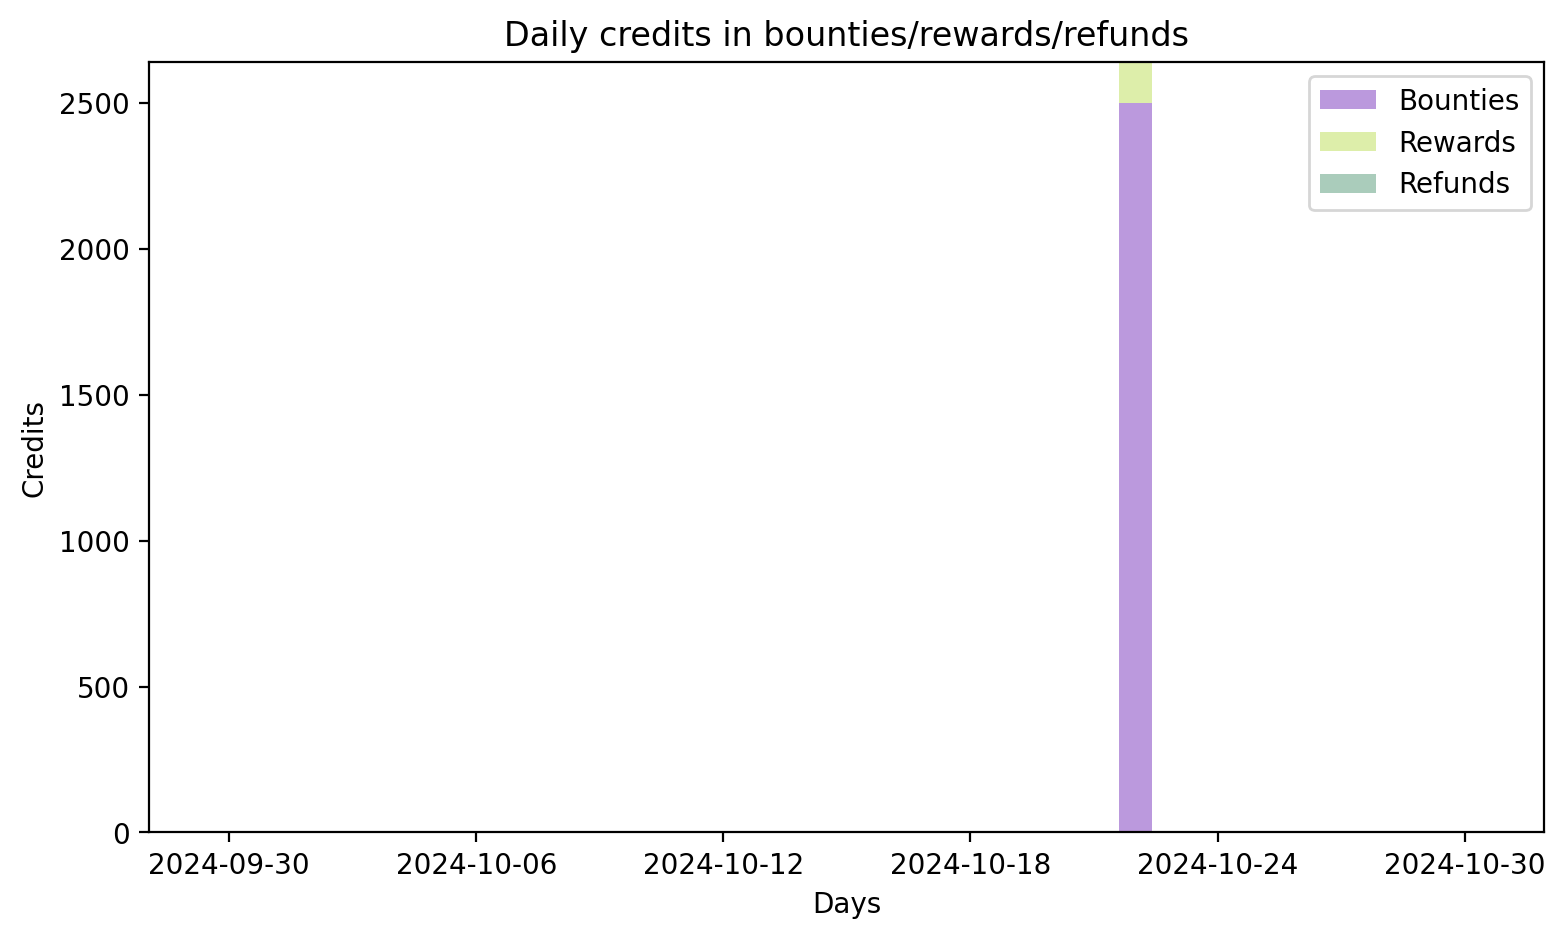 Daily credits in bounties/rewards/refunds
Credits
2500
2000
1500
1000
500
0
Bounties
Rewards
Refunds
2024-09-30 2024-10-06 2024-10-12 2024-10-18 2024-10-24 2024-10-30
Days